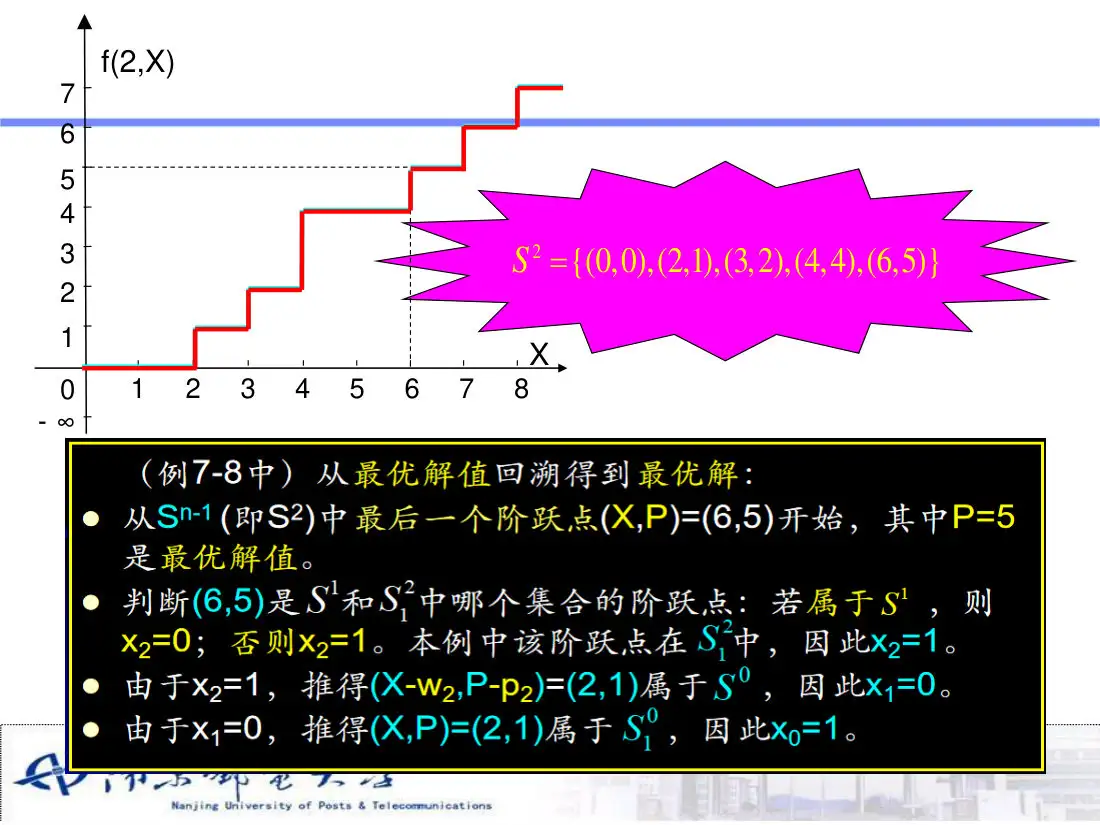 f(2,X)
7
6
5
4
3
2
1
0
- ∞
1 2 3 4 5 6 7 8
X
S² = {(0,0),(2,1),(3,2),(4,4),(6,5)}
（例7-8中）从最优解值回溯得到最优解：
● 从Sⁿ⁻¹ (即S²)中最后一个阶跃点(X,P)=(6,5)开始，其中P=5
是最优解值。
● 判断(6,5)是 S¹和S₁²中哪个集合的阶跃点：若属于S¹ ，则
x₂=0；否则x₂=1。本例中该阶跃点在 S₁²中，因此x₂=1。
● 由于x₂=1，推得(X-w₂,P-p₂)=(2,1)属于S⁰ ，因此x₁=0。
● 由于x₁=0，推得(X,P)=(2,1)属于 S₁⁰ ，因此x₀=1。
南京邮电大学
Nanjing University of Posts & Telecommunications